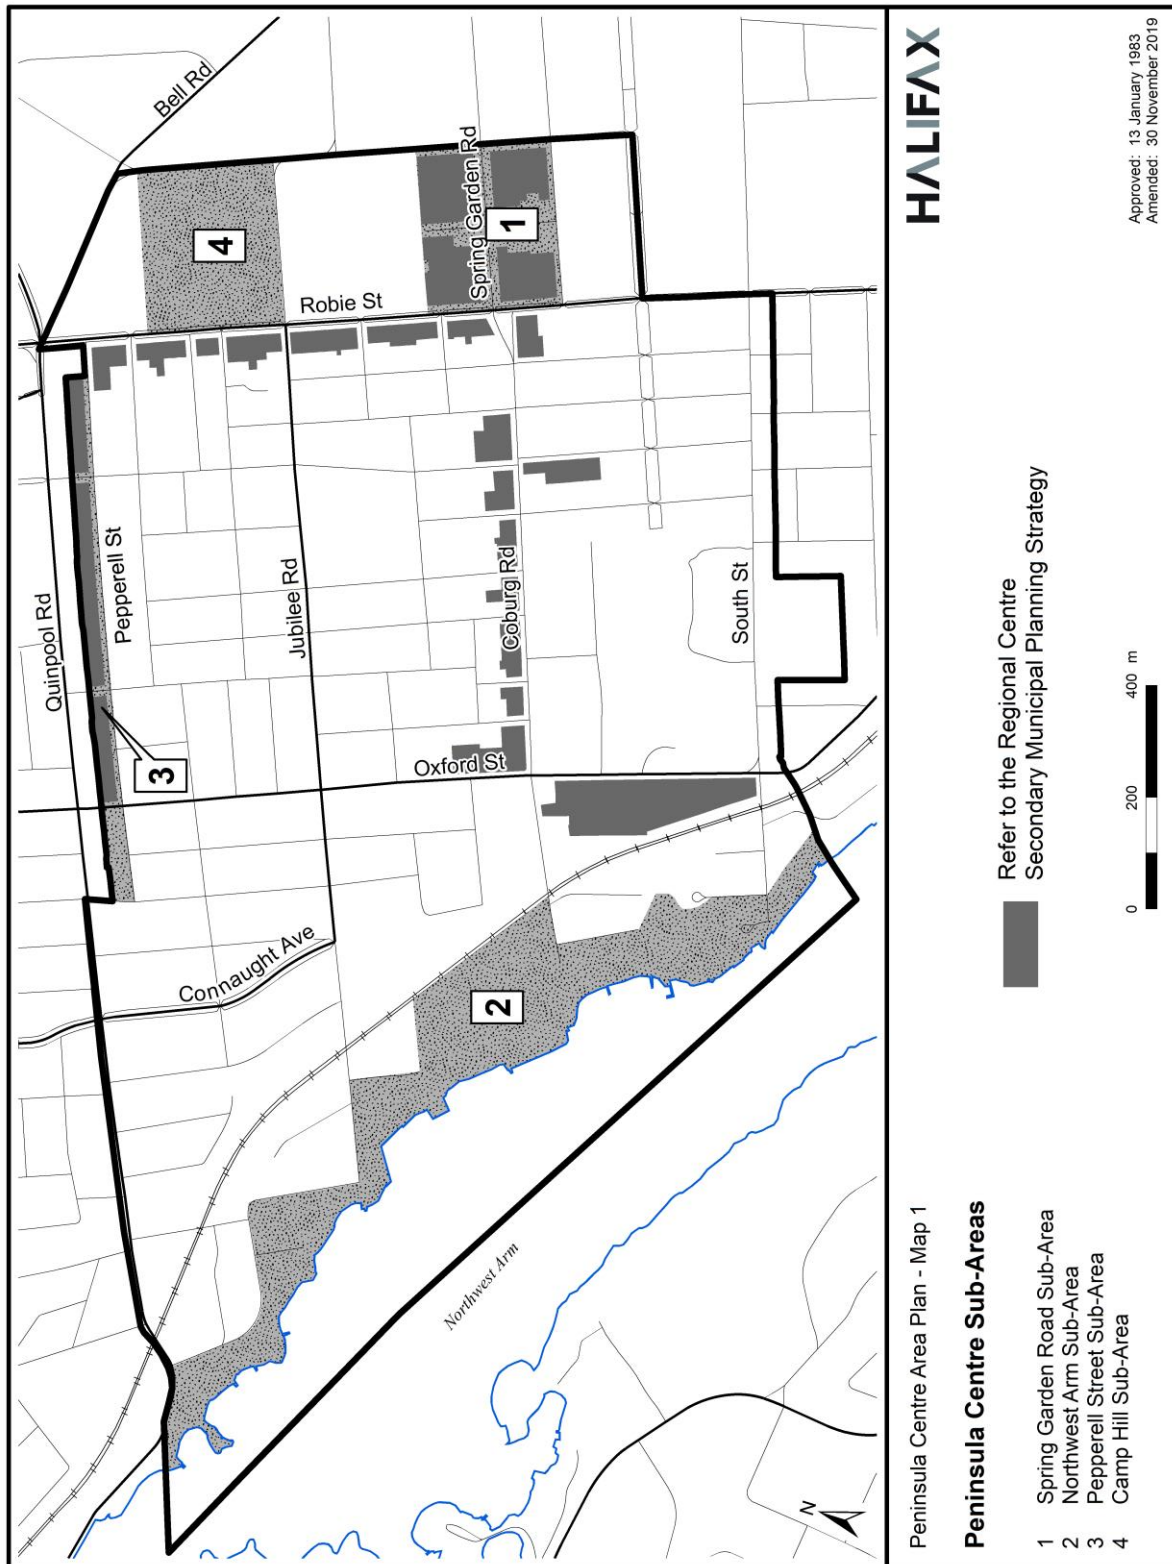 Bell Rd
Quinpool Rd
Pepperell St
Robie St
Spring Garden Rd
Jubilee Rd
Coburg Rd
Oxford St
South St
Connaught Ave
Northwest Arm
4
1
3
2
N
Peninsula Centre Area Plan - Map 1
Peninsula Centre Sub-Areas
1 Spring Garden Road Sub-Area
2 Northwest Arm Sub-Area
3 Pepperell Street Sub-Area
4 Camp Hill Sub-Area
Refer to the Regional Centre
Secondary Municipal Planning Strategy
0 200 400 m
HALIFAX
Approved: 13 January 1983
Amended: 30 November 2019